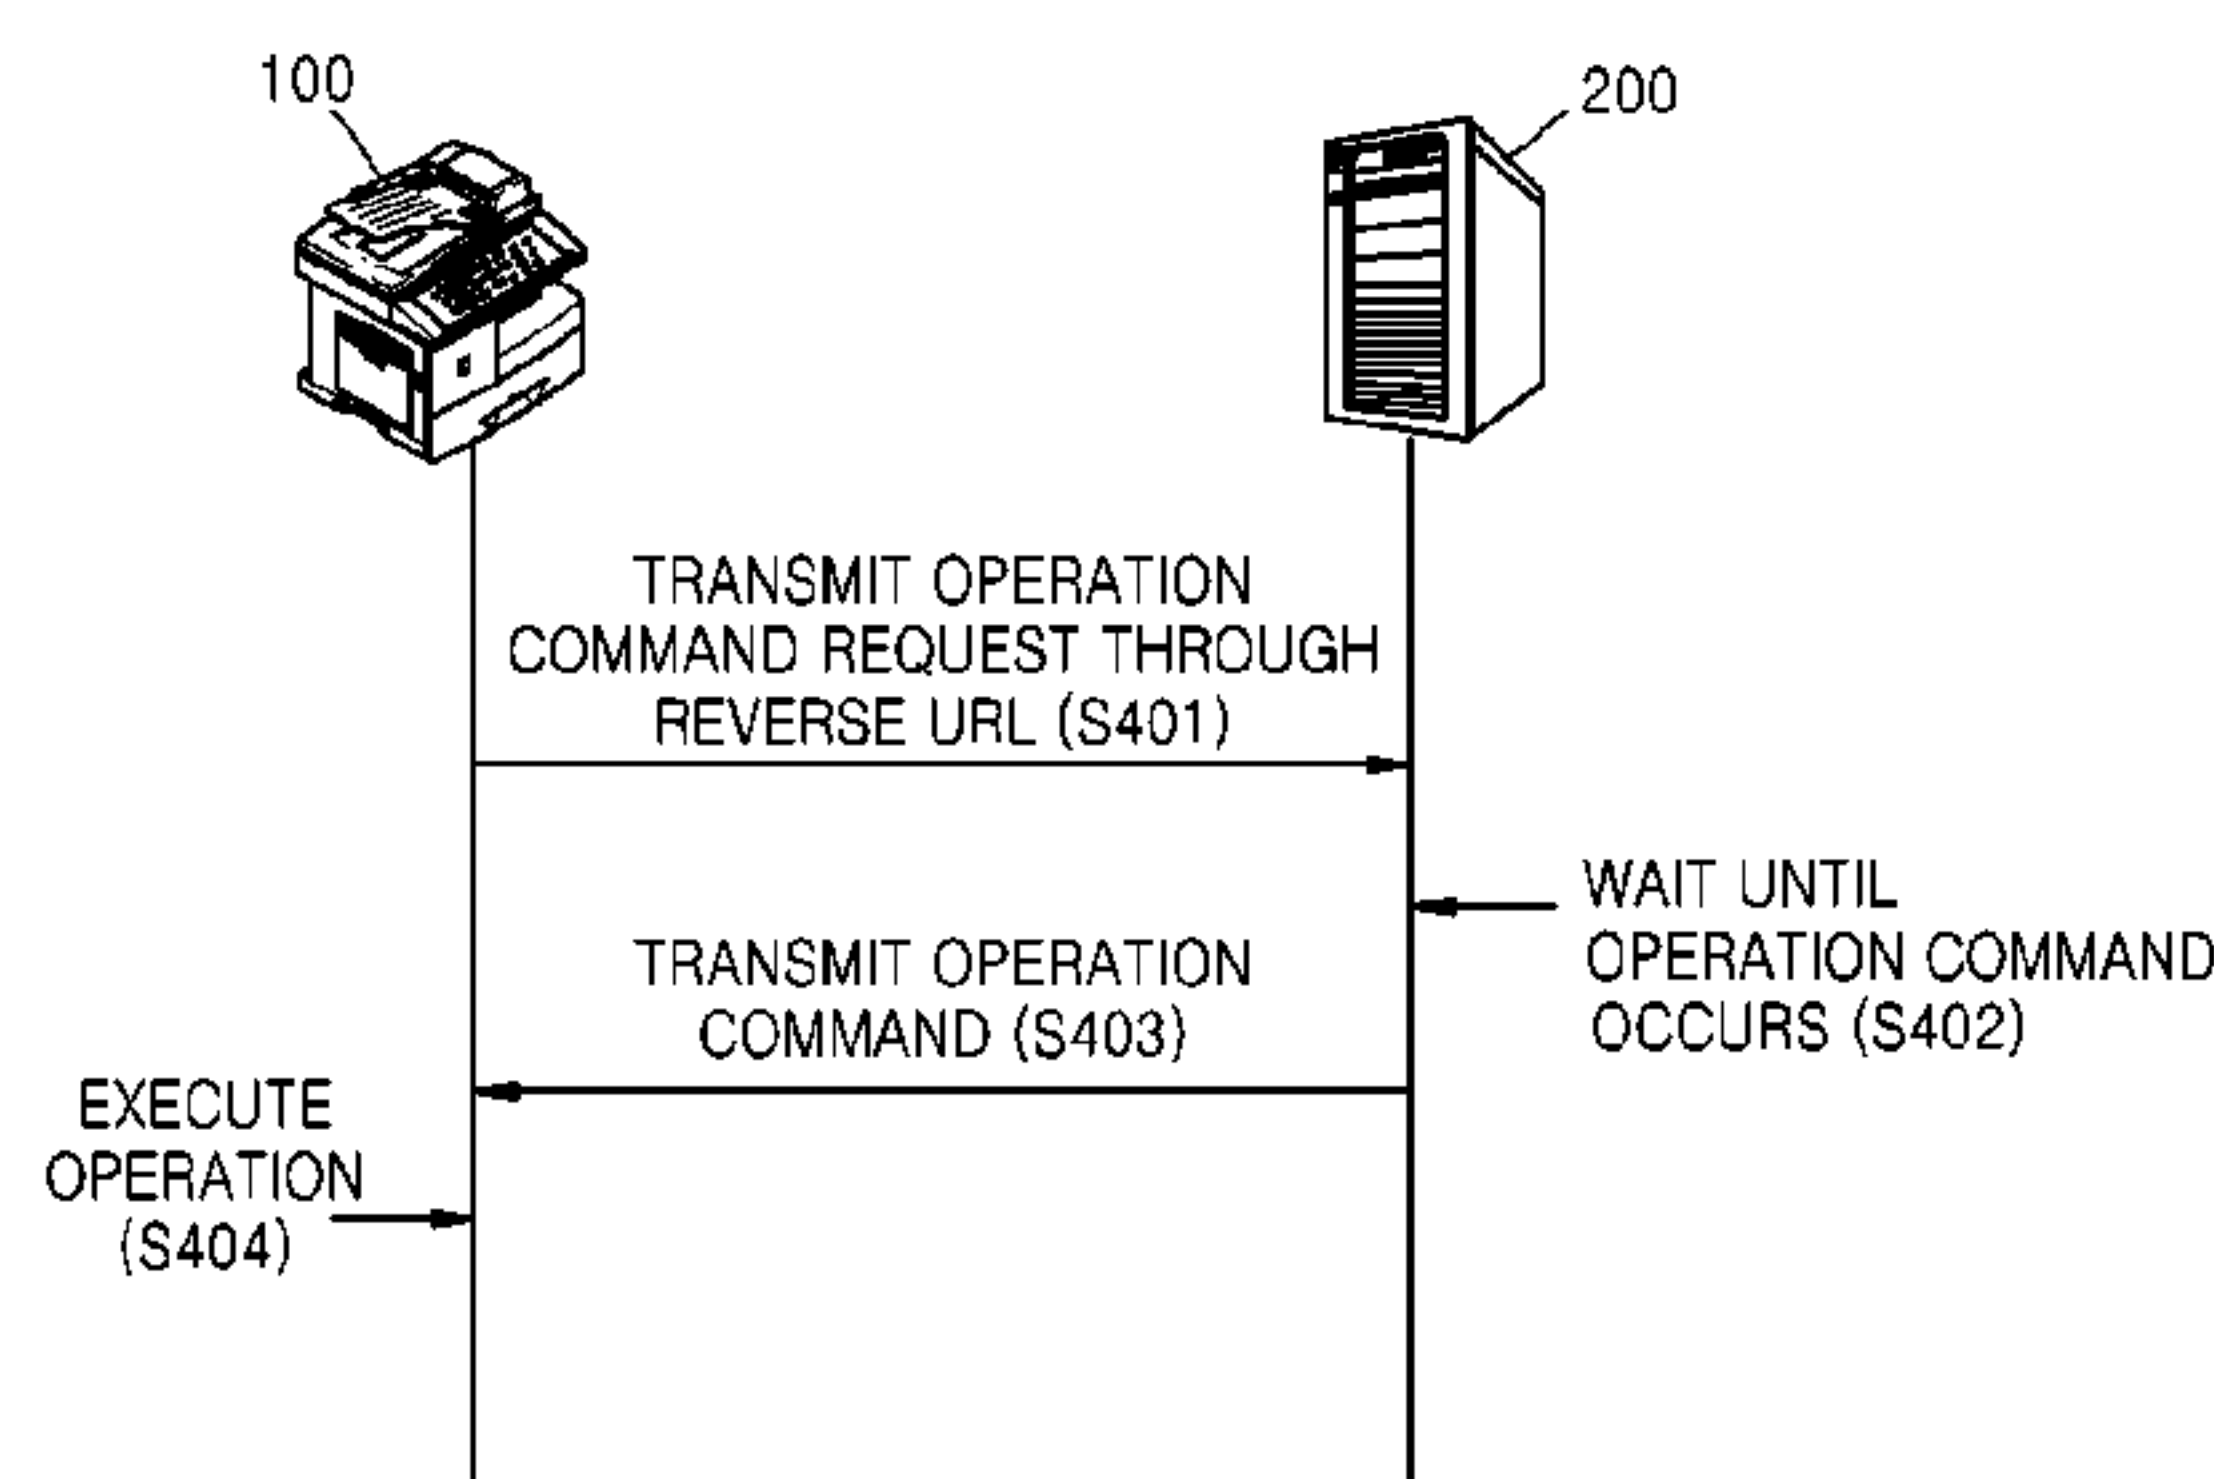 100
200
TRANSMIT OPERATION
COMMAND REQUEST THROUGH
REVERSE URL (S401)
WAIT UNTIL
OPERATION COMMAND
OCCURS (S402)
TRANSMIT OPERATION
COMMAND (S403)
EXECUTE
OPERATION
(S404)